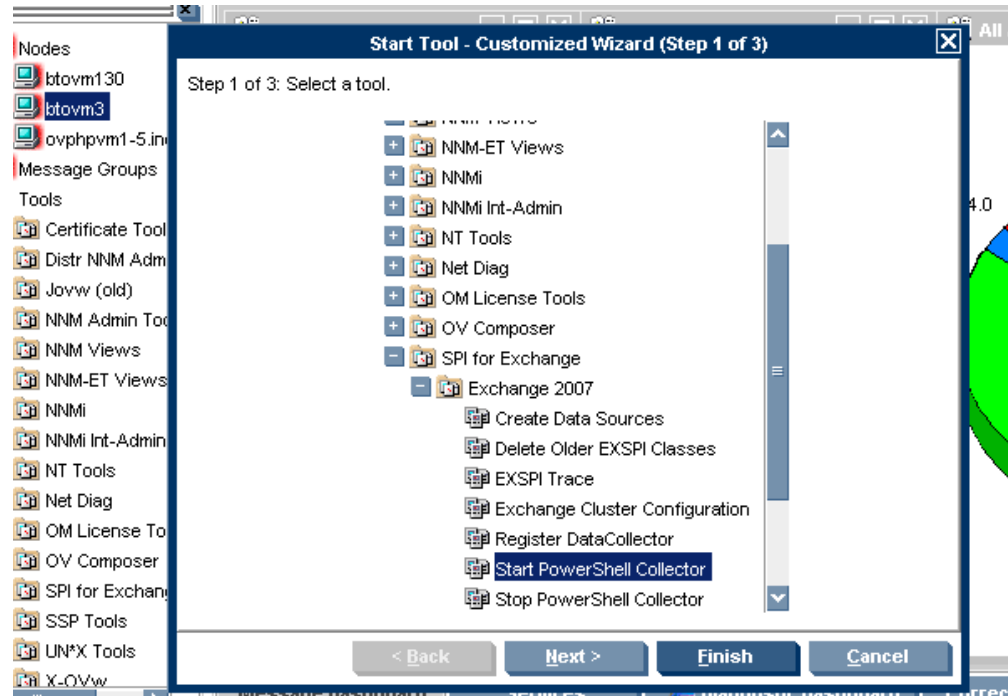 All
Nodes
btovm130
btovm3
ovphpvm1-5.in
Message Groups
Tools
Certificate Tool
Distr NNM Adm
Jovw (old)
NNM Admin Too
NNM Views
NNM-ET Views
NNMi
NNMi Int-Admin
NT Tools
Net Diag
OM License To
OV Composer
SPI for Exchan
SSP Tools
UN*X Tools
X-OVw
Start Tool - Customized Wizard (Step 1 of 3)
Step 1 of 3: Select a tool.
NNM-ET Views
NNMi
NNMi Int-Admin
NT Tools
Net Diag
OM License Tools
OV Composer
SPI for Exchange
Exchange 2007
Create Data Sources
Delete Older EXSPI Classes
EXSPI Trace
Exchange Cluster Configuration
Register DataCollector
Start PowerShell Collector
Stop PowerShell Collector
< Back
Next >
Finish
Cancel
4.0